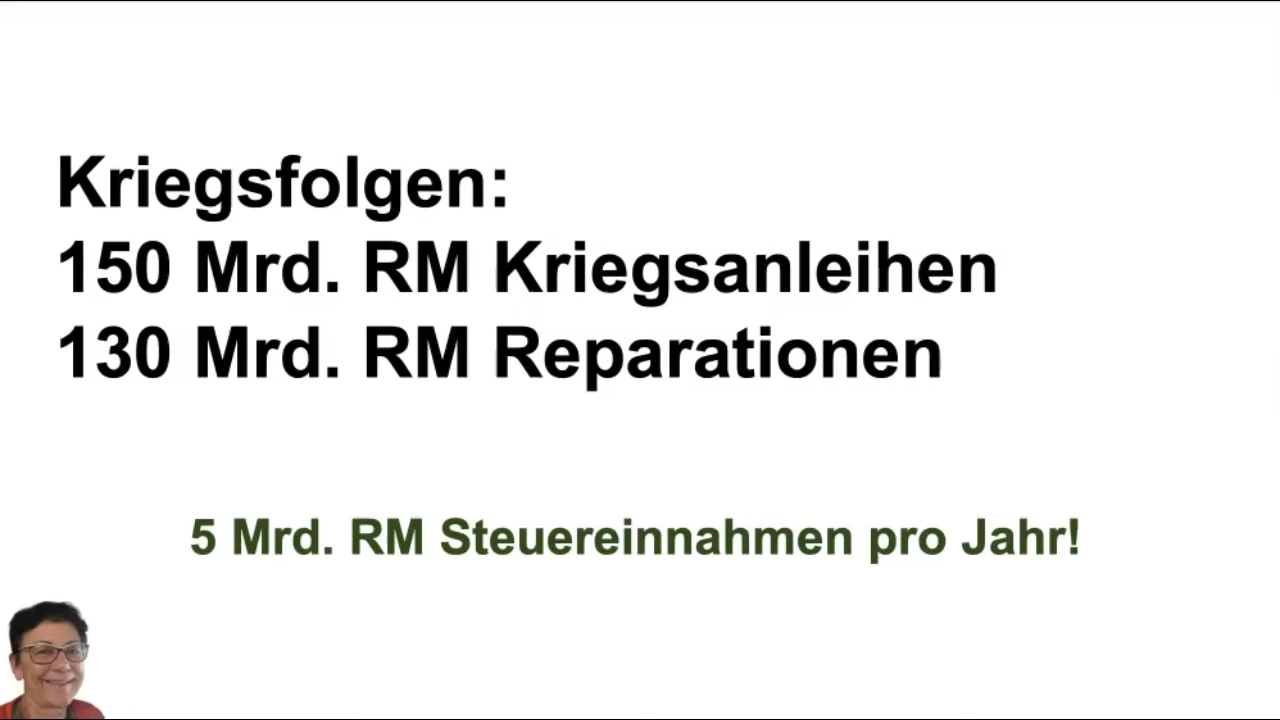 Kriegsfolgen:
150 Mrd. RM Kriegsanleihen
130 Mrd. RM Reparationen
5 Mrd. RM Steuereinnahmen pro Jahr!